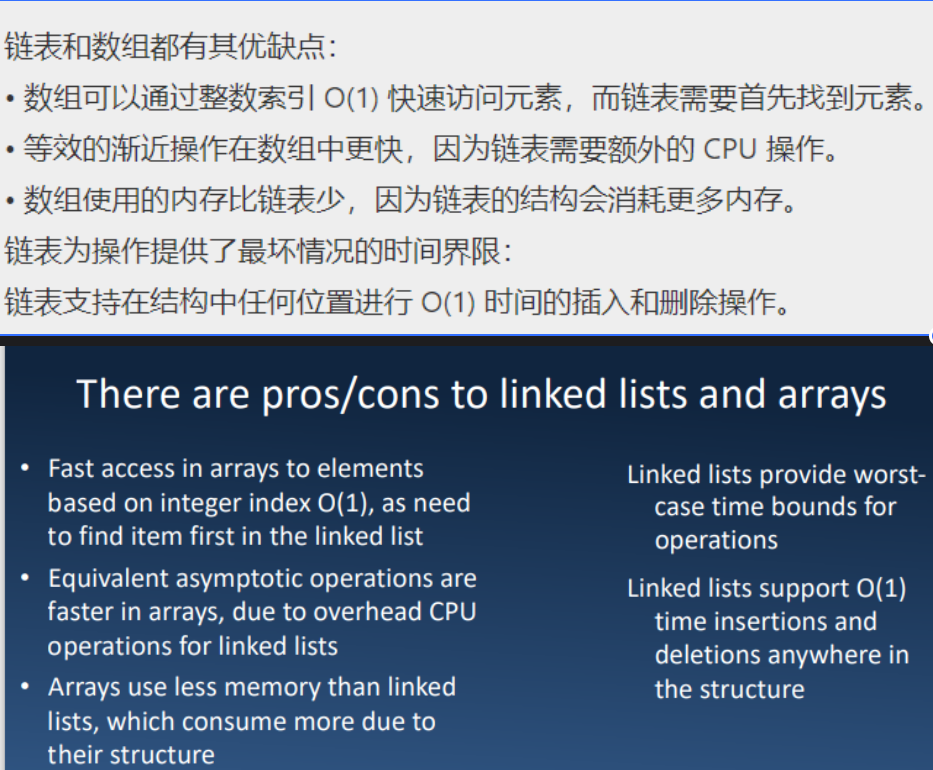 链表和数组都有其优缺点：
• 数组可以通过整数索引 O(1) 快速访问元素，而链表需要首先找到元素。
• 等效的渐近操作在数组中更快，因为链表需要额外的 CPU 操作。
• 数组使用的内存比链表少，因为链表的结构会消耗更多内存。
链表为操作提供了最坏情况的时间界限：
链表支持在结构中任何位置进行 O(1) 时间的插入和删除操作。
There are pros/cons to linked lists and arrays
• Fast access in arrays to elements
based on integer index O(1), as need
to find item first in the linked list
• Equivalent asymptotic operations are
faster in arrays, due to overhead CPU
operations for linked lists
• Arrays use less memory than linked
lists, which consume more due to
their structure
Linked lists provide worst-
case time bounds for
operations
Linked lists support O(1)
time insertions and
deletions anywhere in
the structure